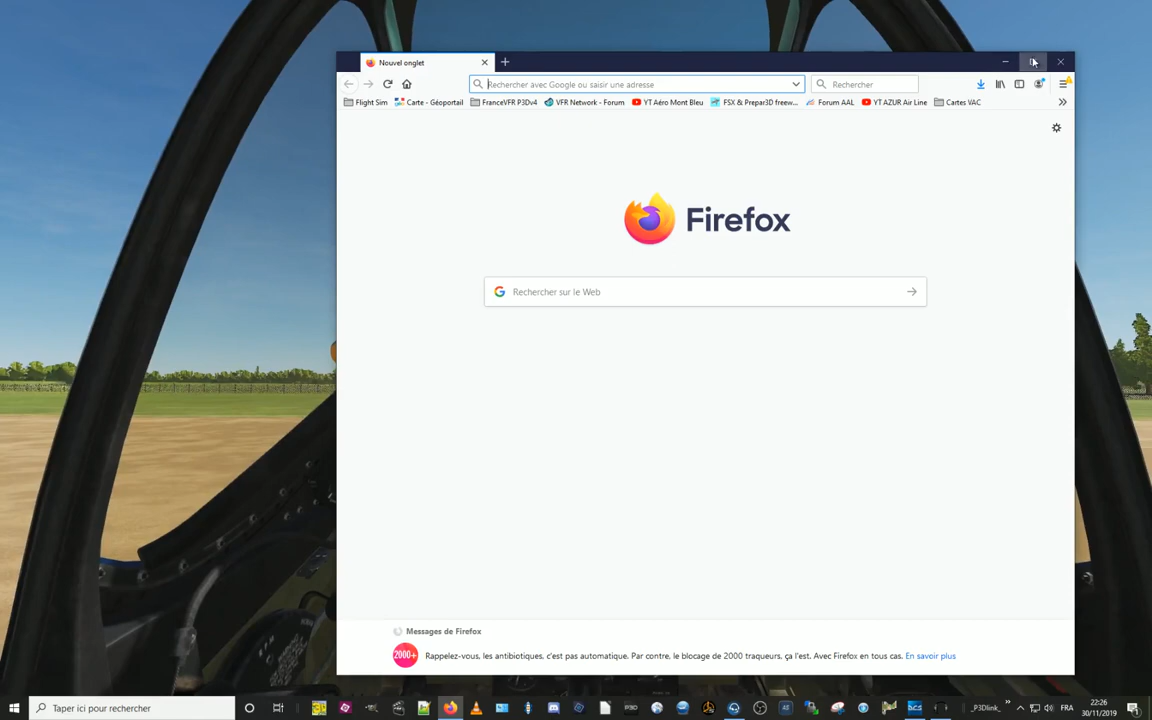 Nouvel onglet
Rechercher avec Google ou saisir une adresse
Rechercher
Flight Sim
Carte - Géoportail
FranceVFR P3Dv4
VFR Network - Forum
YT Aéro Mont Bleu
FSX & Prepar3D freew...
Forum AAL
YT AZUR Air Line
Cartes VAC
Firefox
Rechercher sur le Web
Messages de Firefox
2000+
Rappelez-vous, les antibiotiques, c'est pas automatique. Par contre, le blocage de 2000 traqueurs, ça l'est. Avec Firefox en tous cas. En savoir plus
Taper ici pour rechercher
P3D
DCS
_P3Dlink_
FRA
22:26
30/11/2019
1